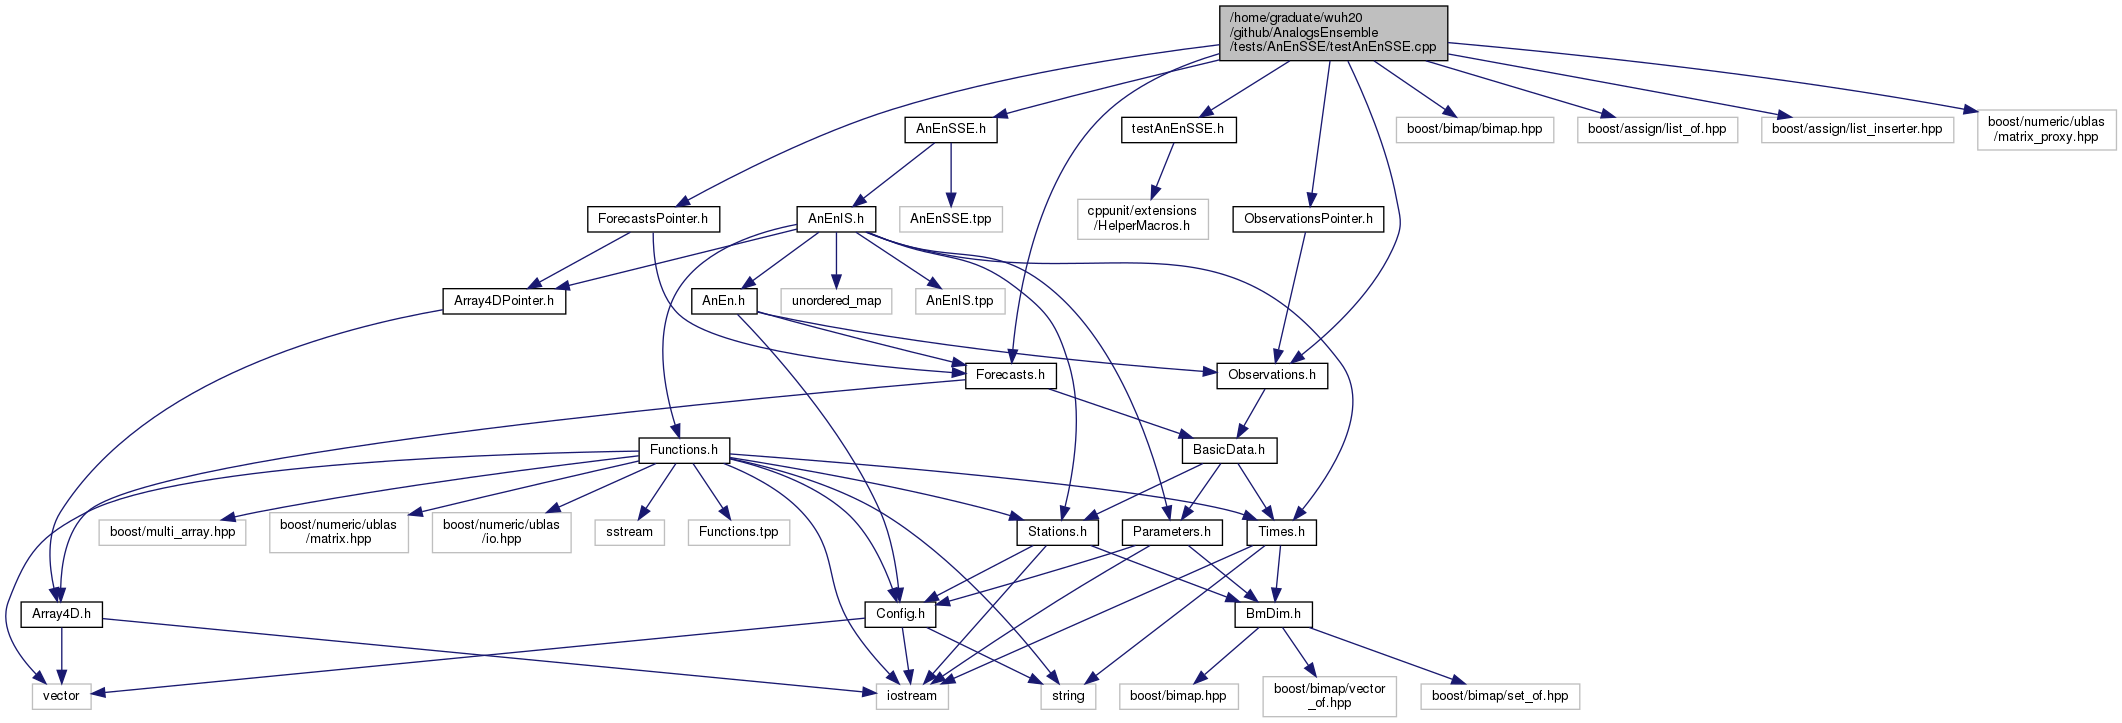 /home/graduate/wuh20
/github/AnalogsEnsemble
/tests/AnEnSSE/testAnEnSSE.cpp
AnEnSSE.h
testAnEnSSE.h
boost/bimap/bimap.hpp
boost/assign/list_of.hpp
boost/assign/list_inserter.hpp
boost/numeric/ublas
/matrix_proxy.hpp
ForecastsPointer.h
AnEnIS.h
AnEnSSE.tpp
cppunit/extensions
/HelperMacros.h
ObservationsPointer.h
Array4DPointer.h
AnEn.h
unordered_map
AnEnIS.tpp
Forecasts.h
Observations.h
Functions.h
BasicData.h
boost/multi_array.hpp
boost/numeric/ublas
/matrix.hpp
boost/numeric/ublas
/io.hpp
sstream
Functions.tpp
Stations.h
Parameters.h
Times.h
Array4D.h
Config.h
BmDim.h
vector
iostream
string
boost/bimap.hpp
boost/bimap/vector
_of.hpp
boost/bimap/set_of.hpp